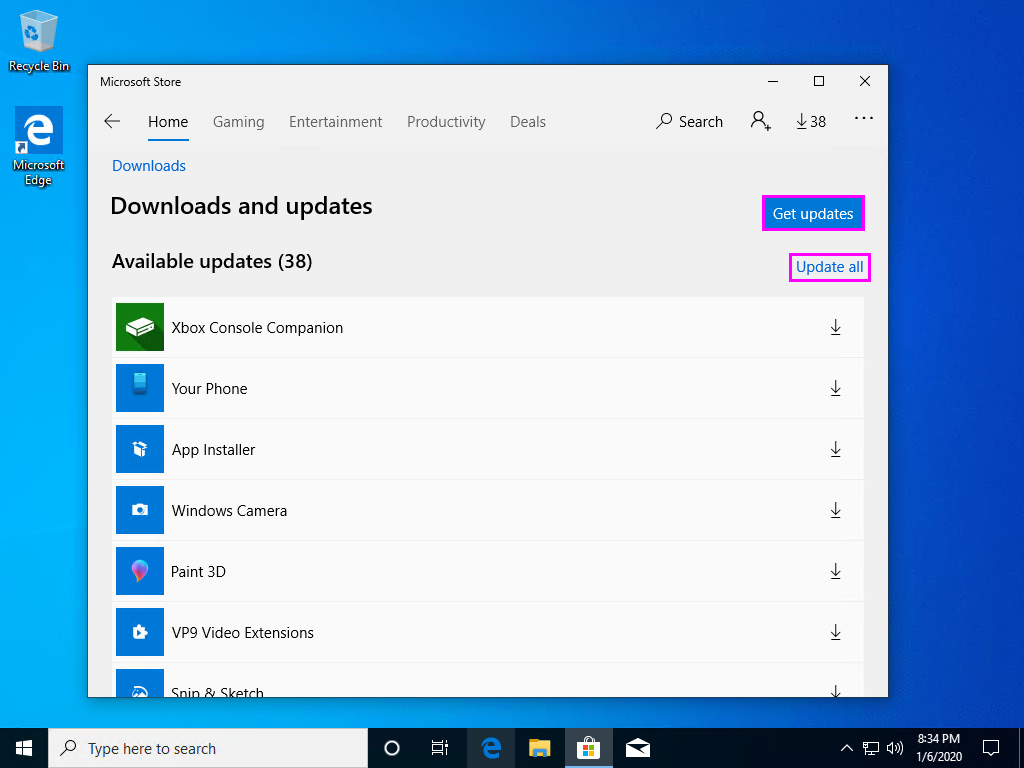 Recycle Bin
Microsoft Edge
Microsoft Store
Home Gaming Entertainment Productivity Deals Search 38
Downloads
Downloads and updates
Get updates
Available updates (38)
Update all
Xbox Console Companion
Your Phone
App Installer
Windows Camera
Paint 3D
VP9 Video Extensions
Snip & Sketch
Type here to search
8:34 PM
1/6/2020